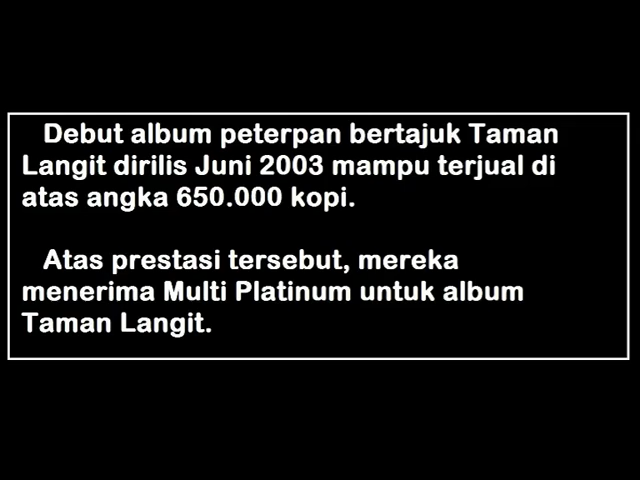 Debut album peterpan bertajuk Taman
Langit dirilis Juni 2003 mampu terjual di
atas angka 650.000 kopi.
Atas prestasi tersebut, mereka
menerima Multi Platinum untuk album
Taman Langit.